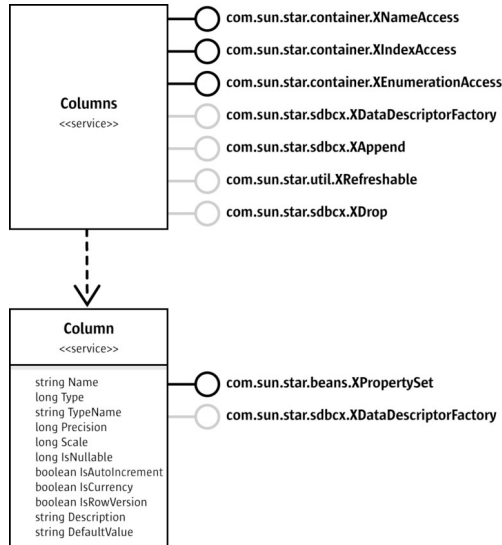 com.sun.star.container.XNameAccess
com.sun.star.container.XIndexAccess
com.sun.star.container.XEnumerationAccess
Columns
<<service>>
com.sun.star.sdbcx.XDataDescriptorFactory
com.sun.star.sdbcx.XAppend
com.sun.star.util.XRefreshable
com.sun.star.sdbcx.XDrop
Column
<<service>>
string Name
long Type
string TypeName
long Precision
long Scale
long IsNullable
boolean IsAutoIncrement
boolean IsCurrency
boolean IsRowVersion
string Description
string DefaultValue
com.sun.star.beans.XPropertySet
com.sun.star.sdbcx.XDataDescriptorFactory